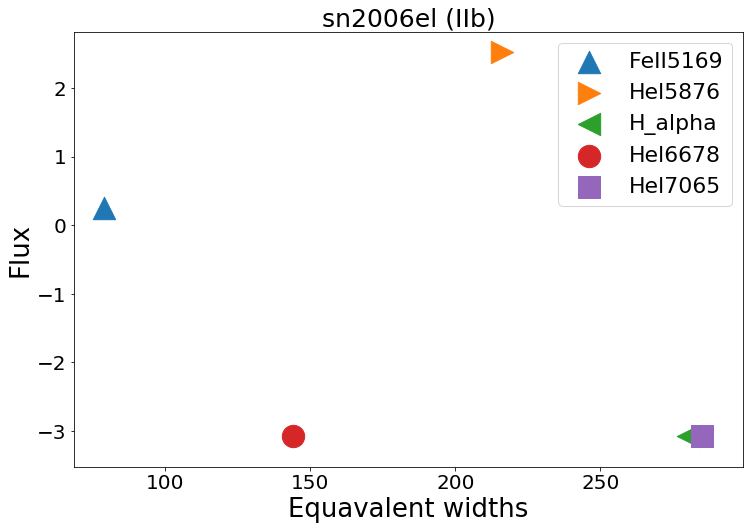 sn2006el (IIb)
FeII5169
HeI5876
H_alpha
HeI6678
HeI7065
2
1
0
−1
−2
−3
Flux
100 150 200 250
Equavalent widths